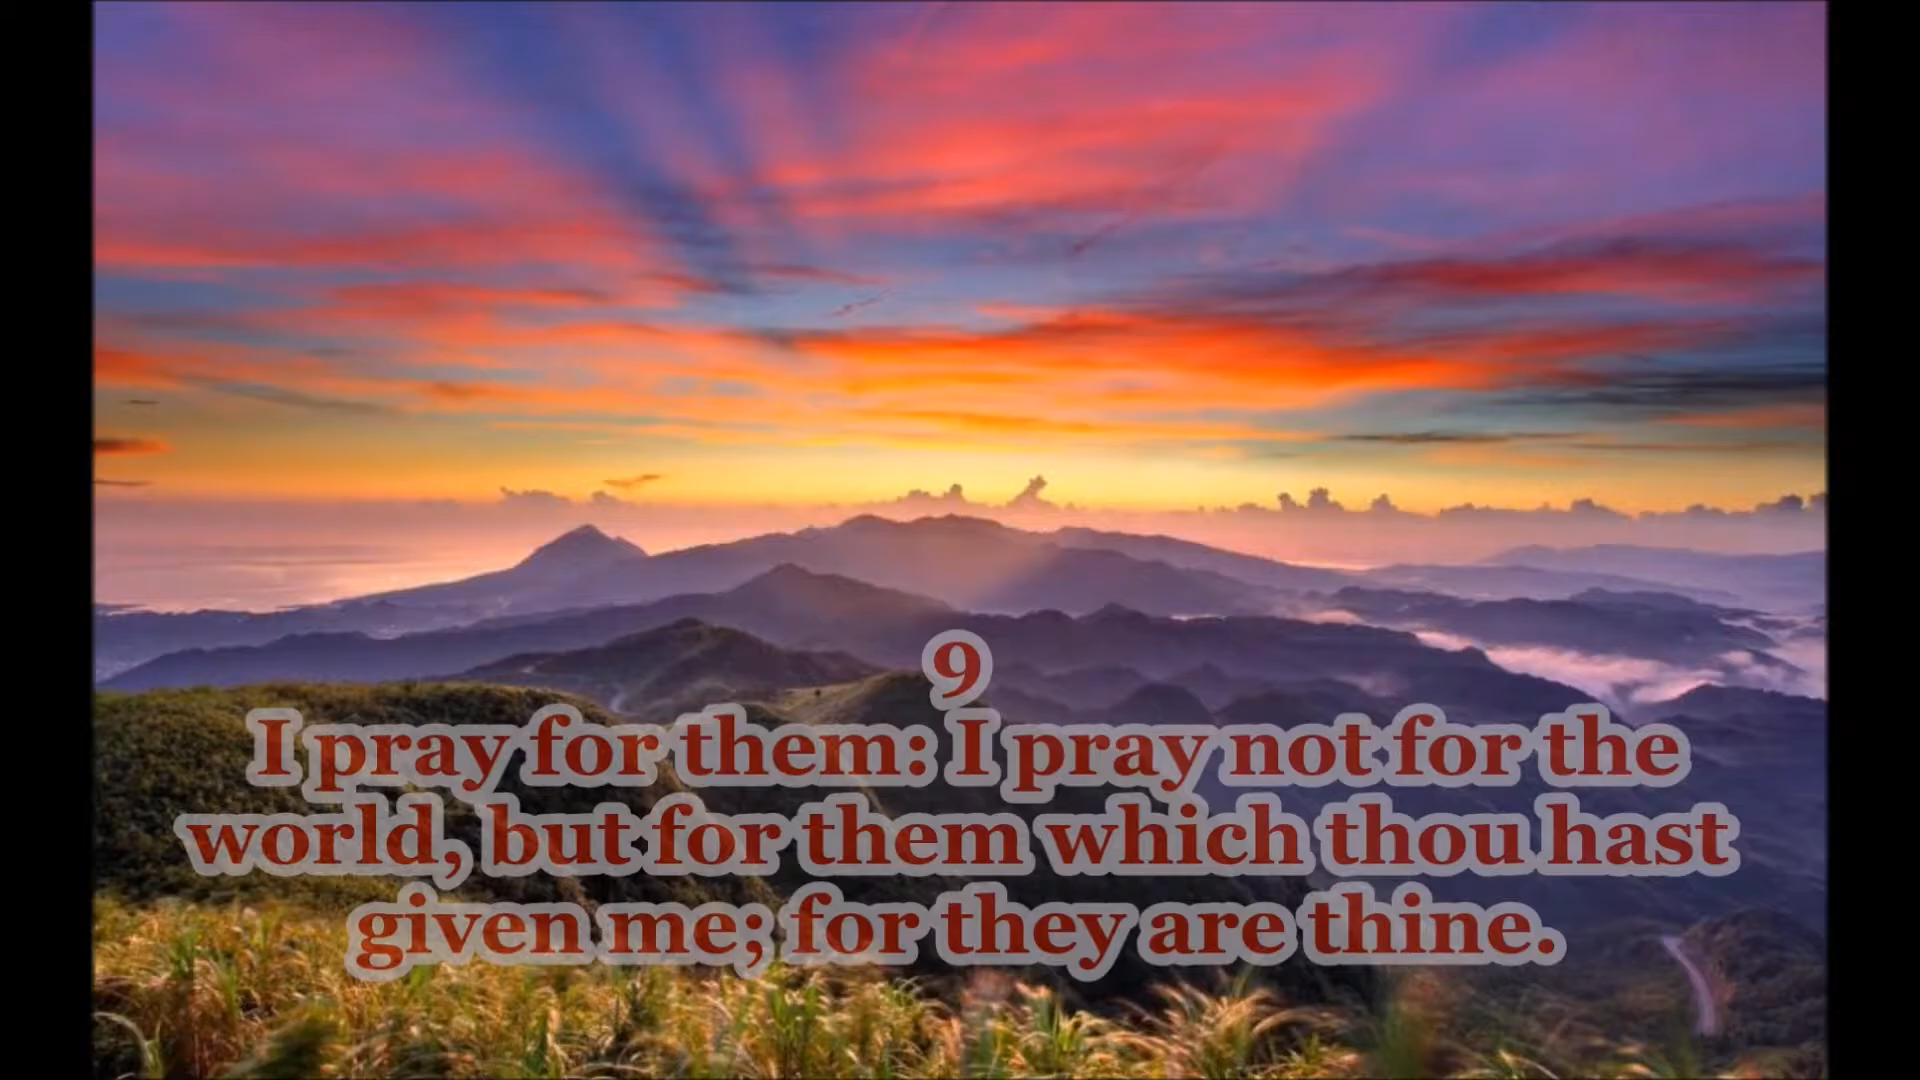 9
I pray for them: I pray not for the
world, but for them which thou hast
given me; for they are thine.